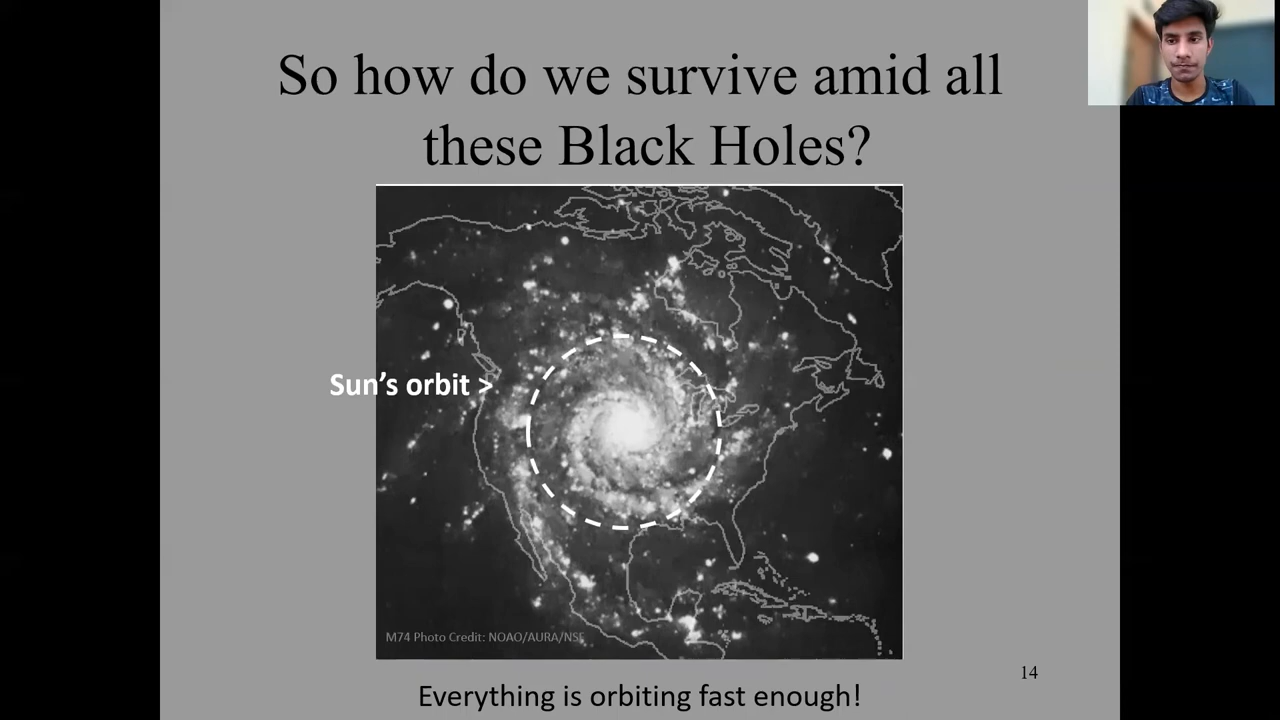 So how do we survive amid all
these Black Holes?
Sun’s orbit >
M74 Photo Credit: NOAO/AURA/NSF
14
Everything is orbiting fast enough!